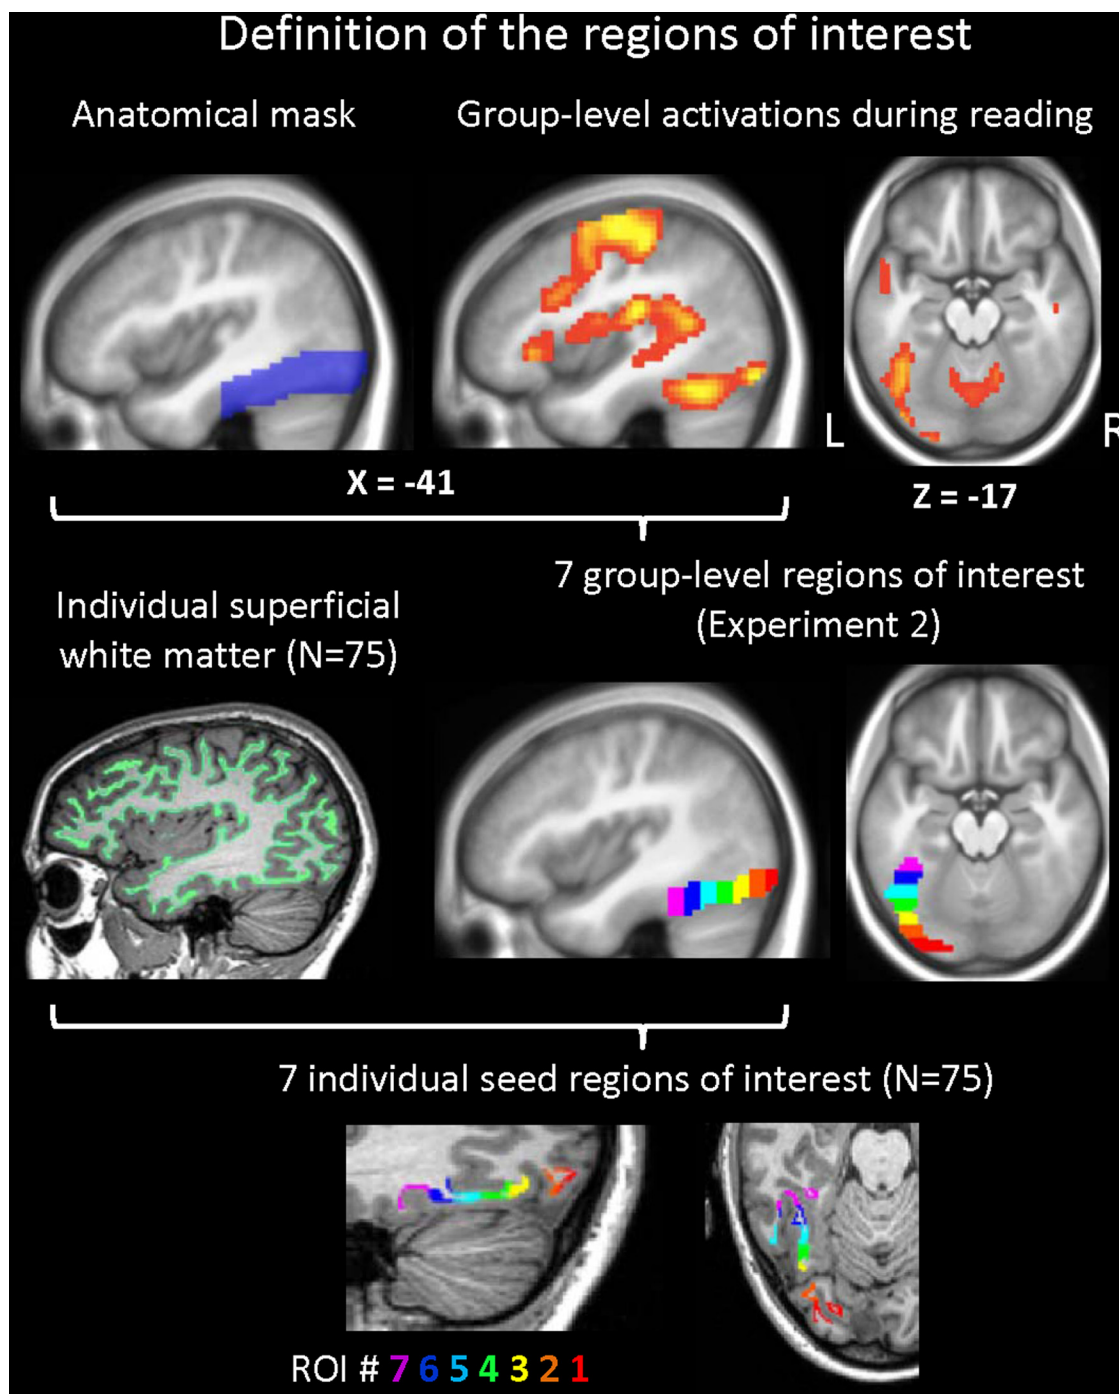 Definition of the regions of interest
Anatomical mask
Group-level activations during reading
L
R
X = -41
Z = -17
7 group-level regions of interest
(Experiment 2)
Individual superficial
white matter (N=75)
7 individual seed regions of interest (N=75)
ROI # 7 6 5 4 3 2 1